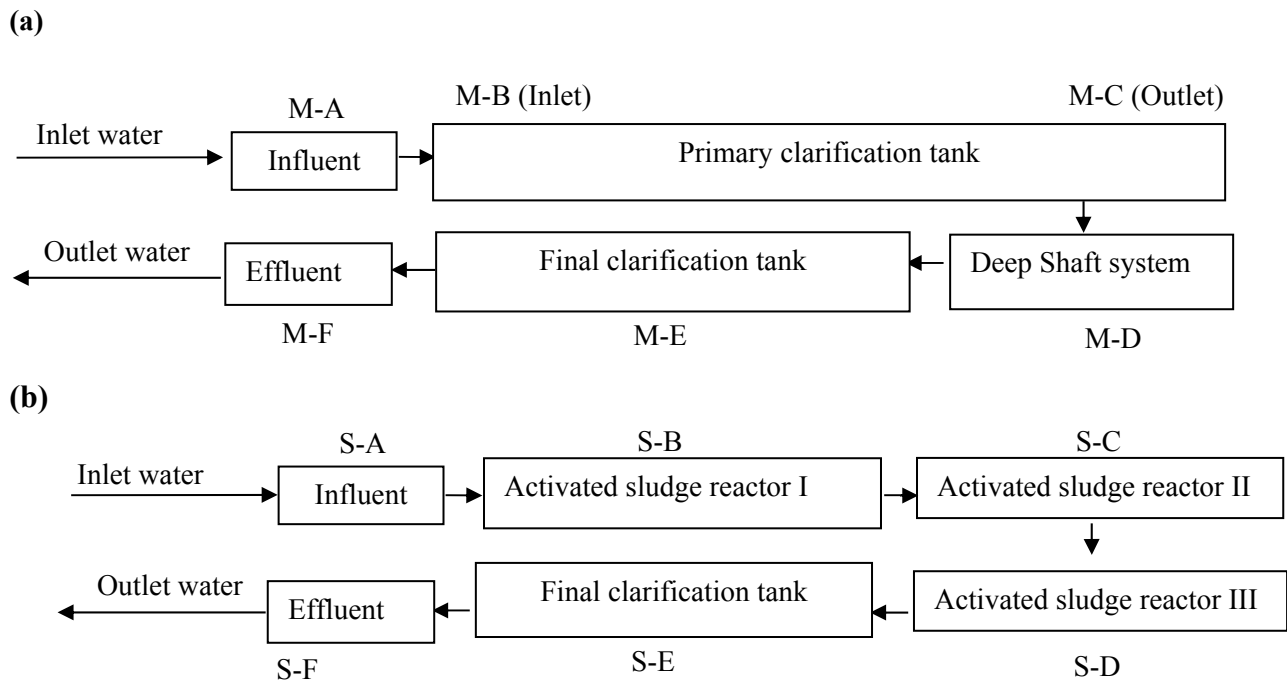 (a)
M-B (Inlet)
M-C (Outlet)
M-A
Inlet water
Influent
Primary clarification tank
Outlet water
Effluent
Final clarification tank
Deep Shaft system
M-F
M-E
M-D
(b)
S-A
S-B
S-C
Inlet water
Influent
Activated sludge reactor I
Activated sludge reactor II
Outlet water
Effluent
Final clarification tank
Activated sludge reactor III
S-F
S-E
S-D